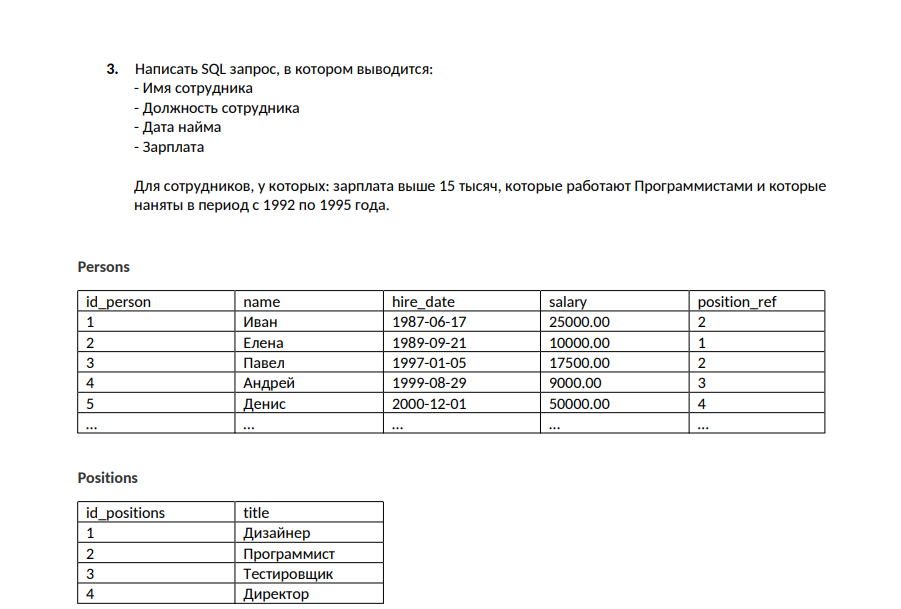 3. Написать SQL запрос, в котором выводится:
- Имя сотрудника
- Должность сотрудника
- Дата найма
- Зарплата
Для сотрудников, у которых: зарплата выше 15 тысяч, которые работают Программистами и которые
наняты в период с 1992 по 1995 года.
Persons
id_person name hire_date salary position_ref
1 Иван 1987-06-17 25000.00 2
2 Елена 1989-09-21 10000.00 1
3 Павел 1997-01-05 17500.00 2
4 Андрей 1999-08-29 9000.00 3
5 Денис 2000-12-01 50000.00 4
... ... ... ... ...
Positions
id_positions title
1 Дизайнер
2 Программист
3 Тестировщик
4 Директор